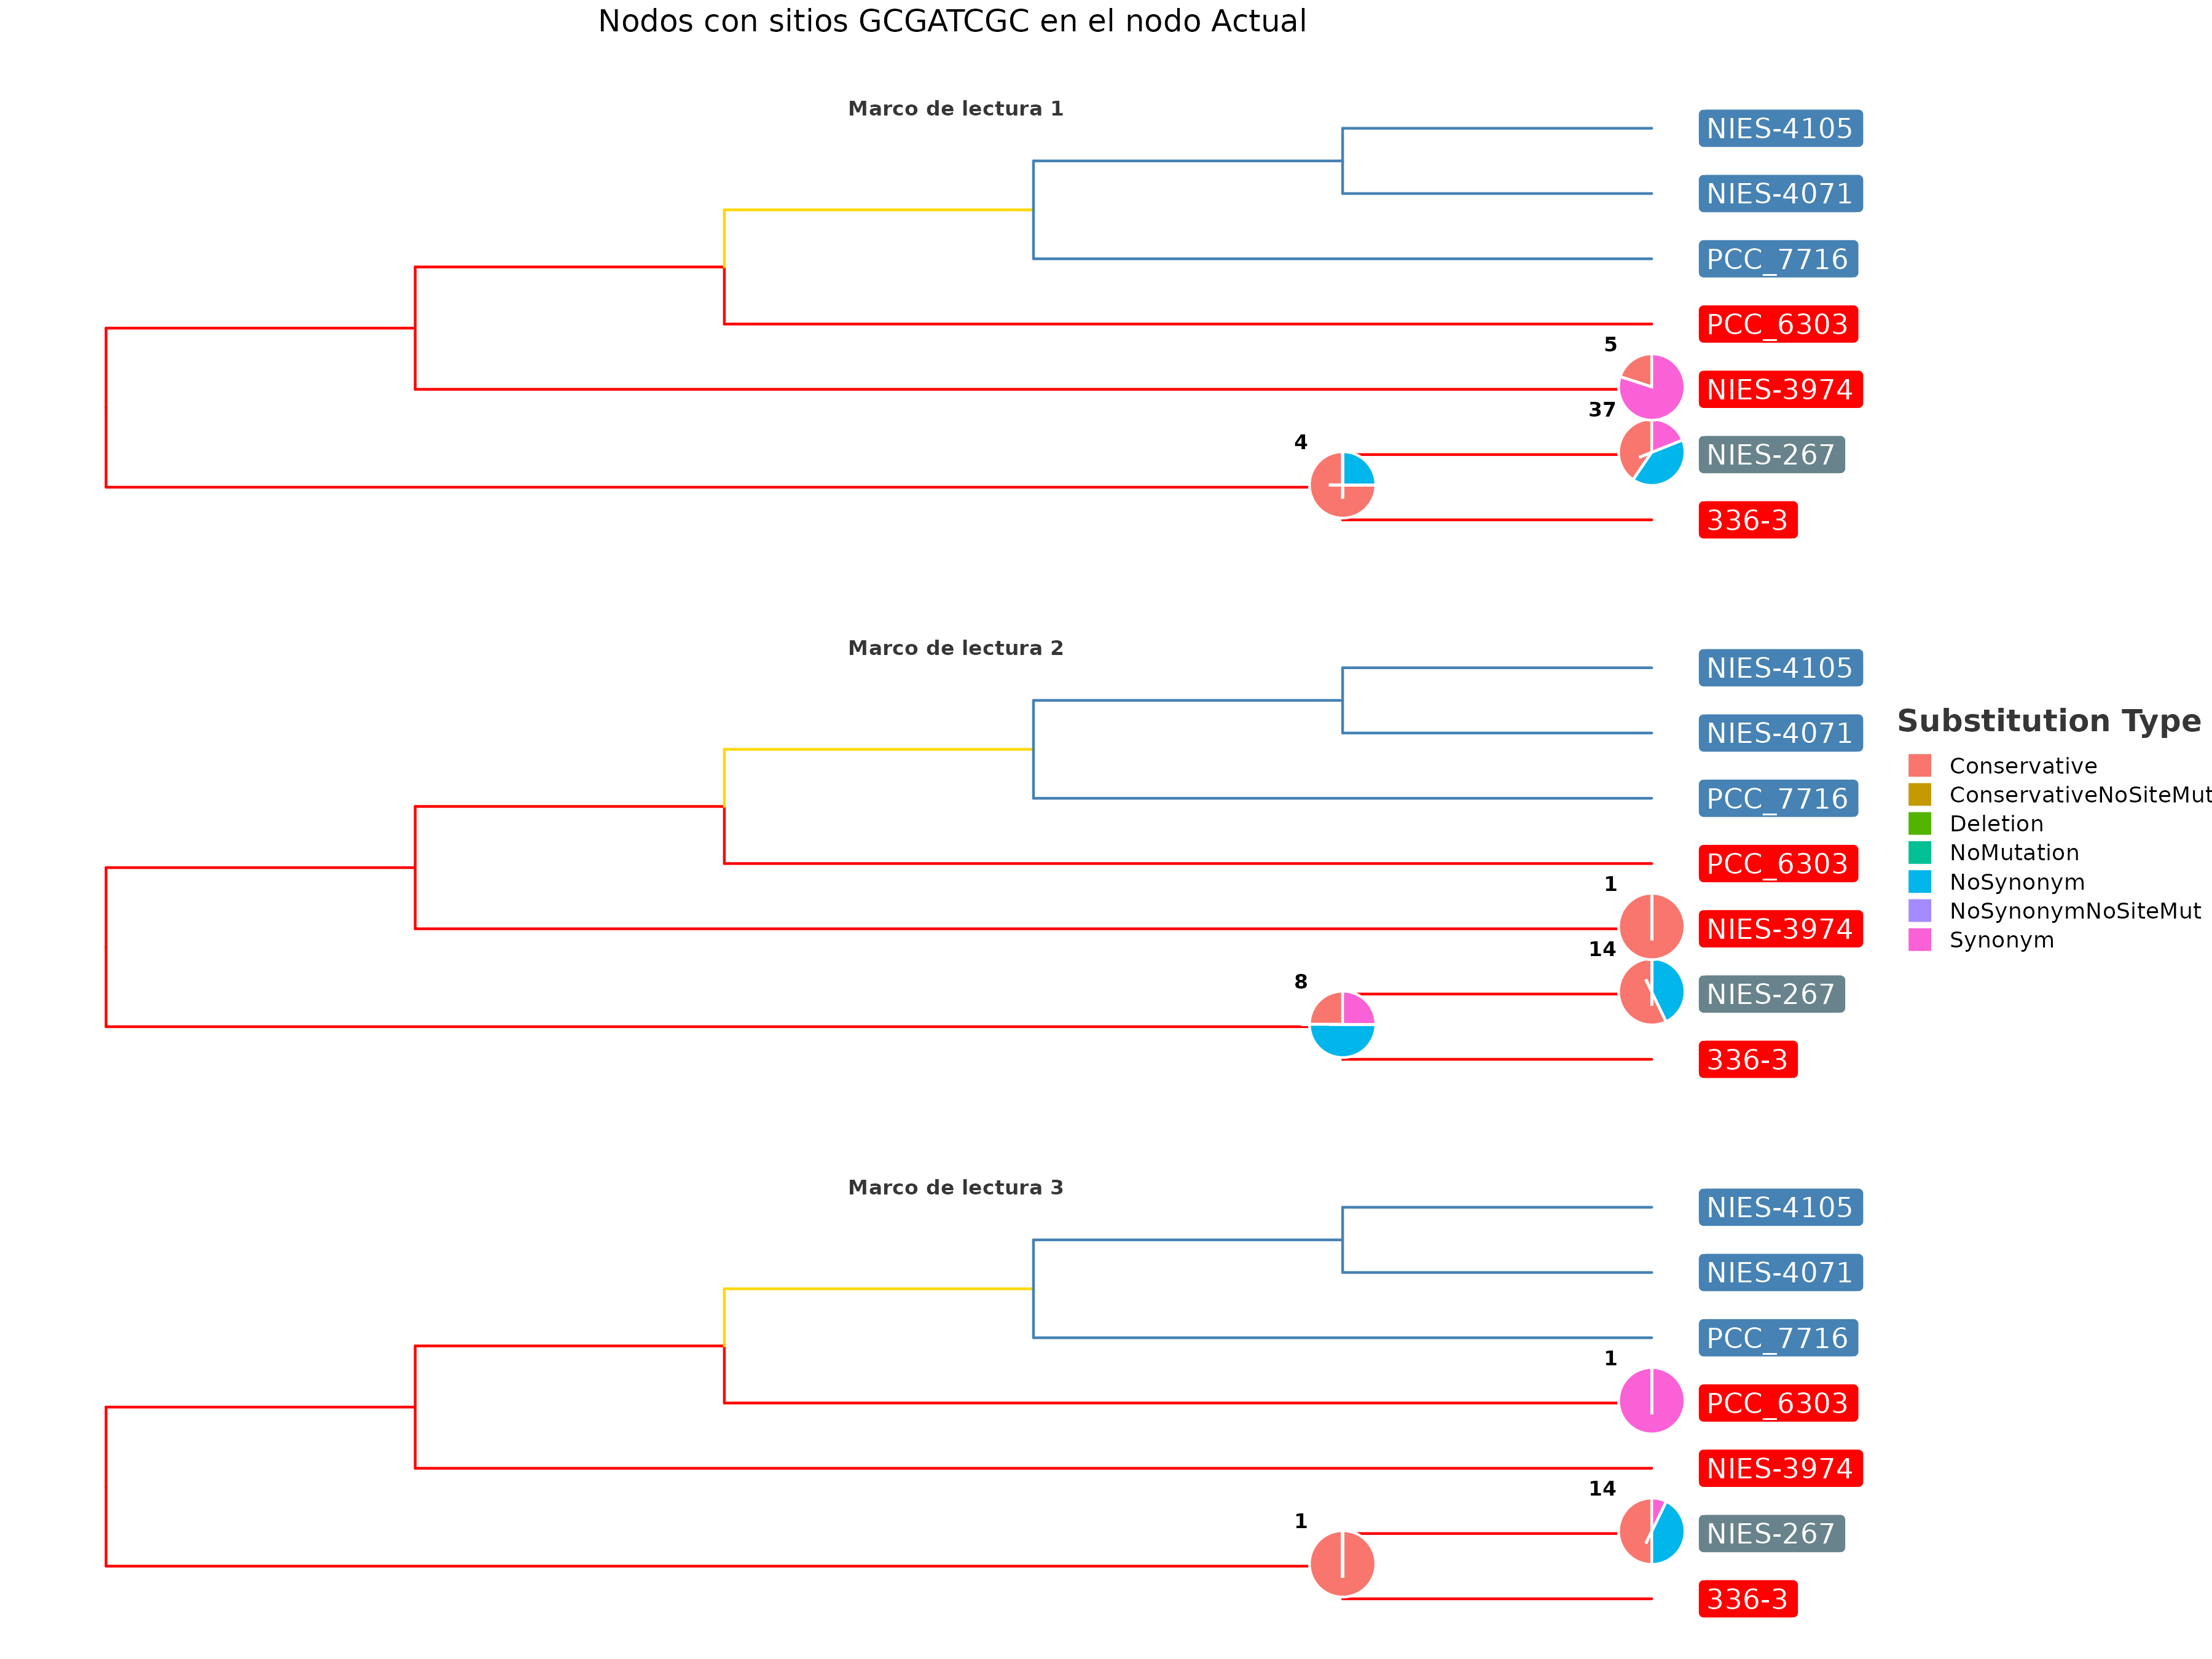 Nodos con sitios GCGATCGC en el nodo Actual
Marco de lectura 1
NIES-4105
NIES-4071
PCC_7716
PCC_6303
5
NIES-3974
37
4
NIES-267
336-3
Marco de lectura 2
NIES-4105
NIES-4071
PCC_7716
PCC_6303
1
NIES-3974
14
8
NIES-267
336-3
Marco de lectura 3
NIES-4105
NIES-4071
PCC_7716
1
PCC_6303
NIES-3974
14
1
NIES-267
336-3
Substitution Type
Conservative
ConservativeNoSiteMut
Deletion
NoMutation
NoSynonym
NoSynonymNoSiteMut
Synonym